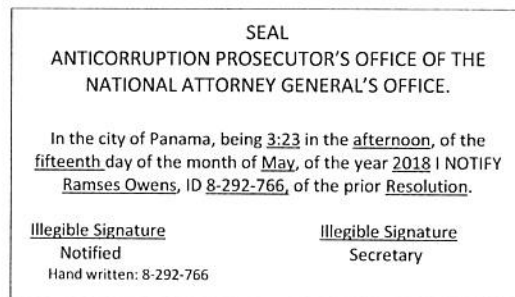 SEAL
ANTICORRUPTION PROSECUTOR'S OFFICE OF THE
NATIONAL ATTORNEY GENERAL'S OFFICE.
In the city of Panama, being 3:23 in the afternoon, of the
fifteenth day of the month of May, of the year 2018 I NOTIFY
Ramses Owens, ID 8-292-766, of the prior Resolution.
Illegible Signature Illegible Signature
Notified Secretary
Hand written: 8-292-766